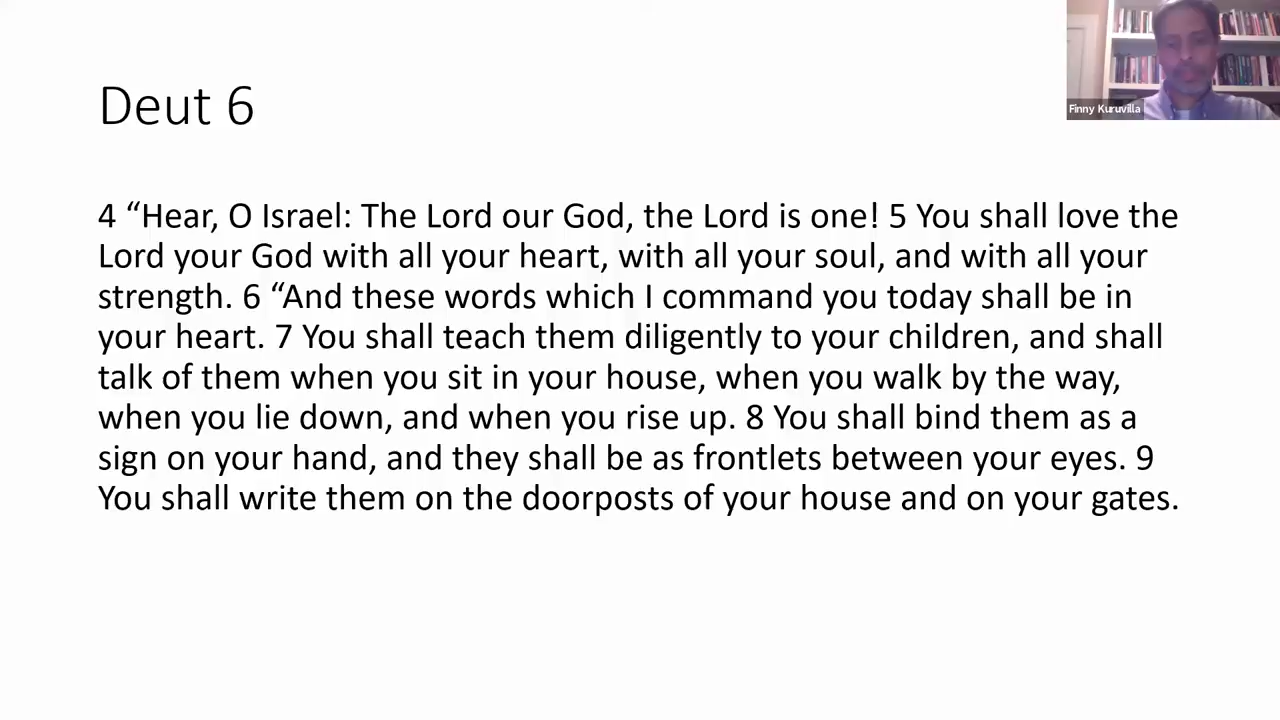 Deut 6
Finny Kuruvilla
4 “Hear, O Israel: The Lord our God, the Lord is one! 5 You shall love the
Lord your God with all your heart, with all your soul, and with all your
strength. 6 “And these words which I command you today shall be in
your heart. 7 You shall teach them diligently to your children, and shall
talk of them when you sit in your house, when you walk by the way,
when you lie down, and when you rise up. 8 You shall bind them as a
sign on your hand, and they shall be as frontlets between your eyes. 9
You shall write them on the doorposts of your house and on your gates.